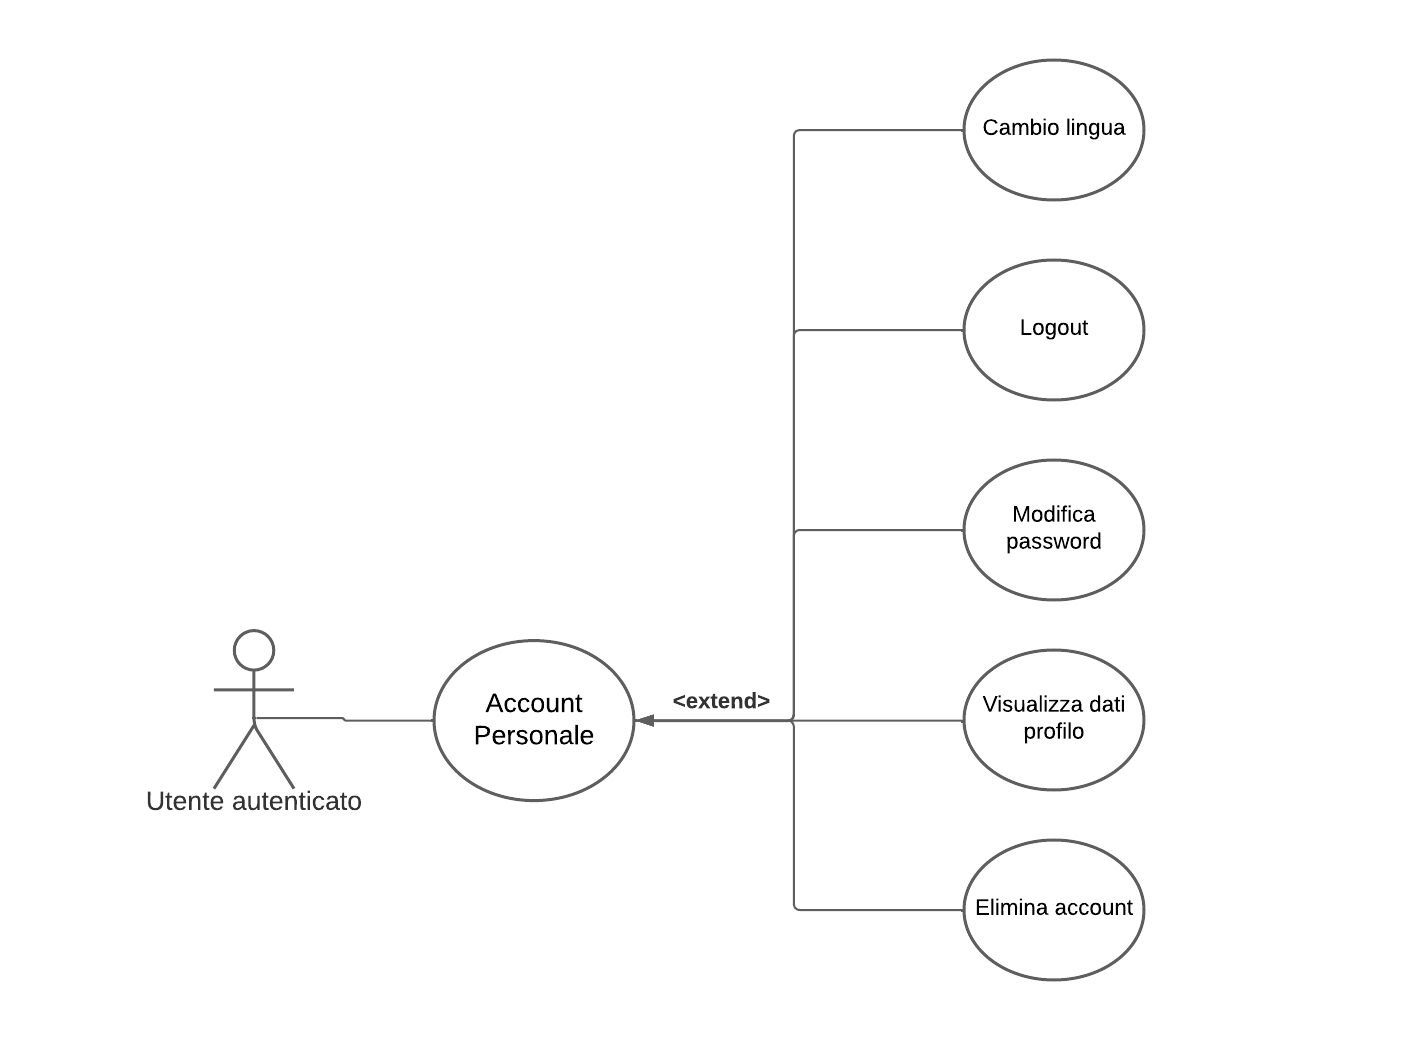 Cambio lingua
Logout
Modifica
password
<extend>
Account
Personale
Visualizza dati
profilo
Utente autenticato
Elimina account